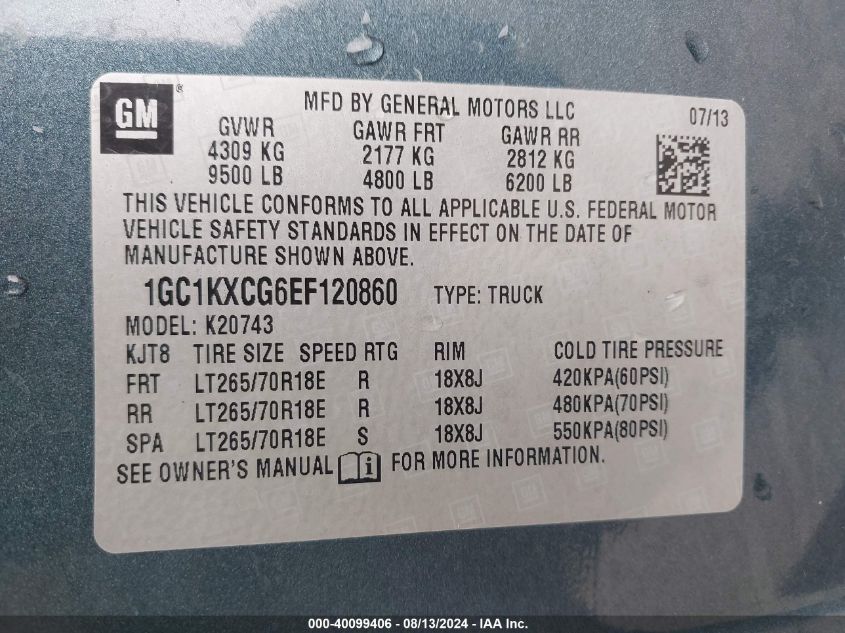 GM®
MFD BY GENERAL MOTORS LLC
07/13
GVWR GAWR FRT GAWR RR
4309 KG 2177 KG 2812 KG
9500 LB 4800 LB 6200 LB
THIS VEHICLE CONFORMS TO ALL APPLICABLE U.S. FEDERAL MOTOR
VEHICLE SAFETY STANDARDS IN EFFECT ON THE DATE OF
MANUFACTURE SHOWN ABOVE.
1GC1KXCG6EF120860 TYPE: TRUCK
MODEL: K20743
KJT8 TIRE SIZE SPEED RTG RIM COLD TIRE PRESSURE
FRT LT265/70R18E R 18X8J 420KPA(60PSI)
RR LT265/70R18E R 18X8J 480KPA(70PSI)
SPA LT265/70R18E S 18X8J 550KPA(80PSI)
SEE OWNER'S MANUAL i FOR MORE INFORMATION.
000-40099406 - 08/13/2024 - IAA Inc.